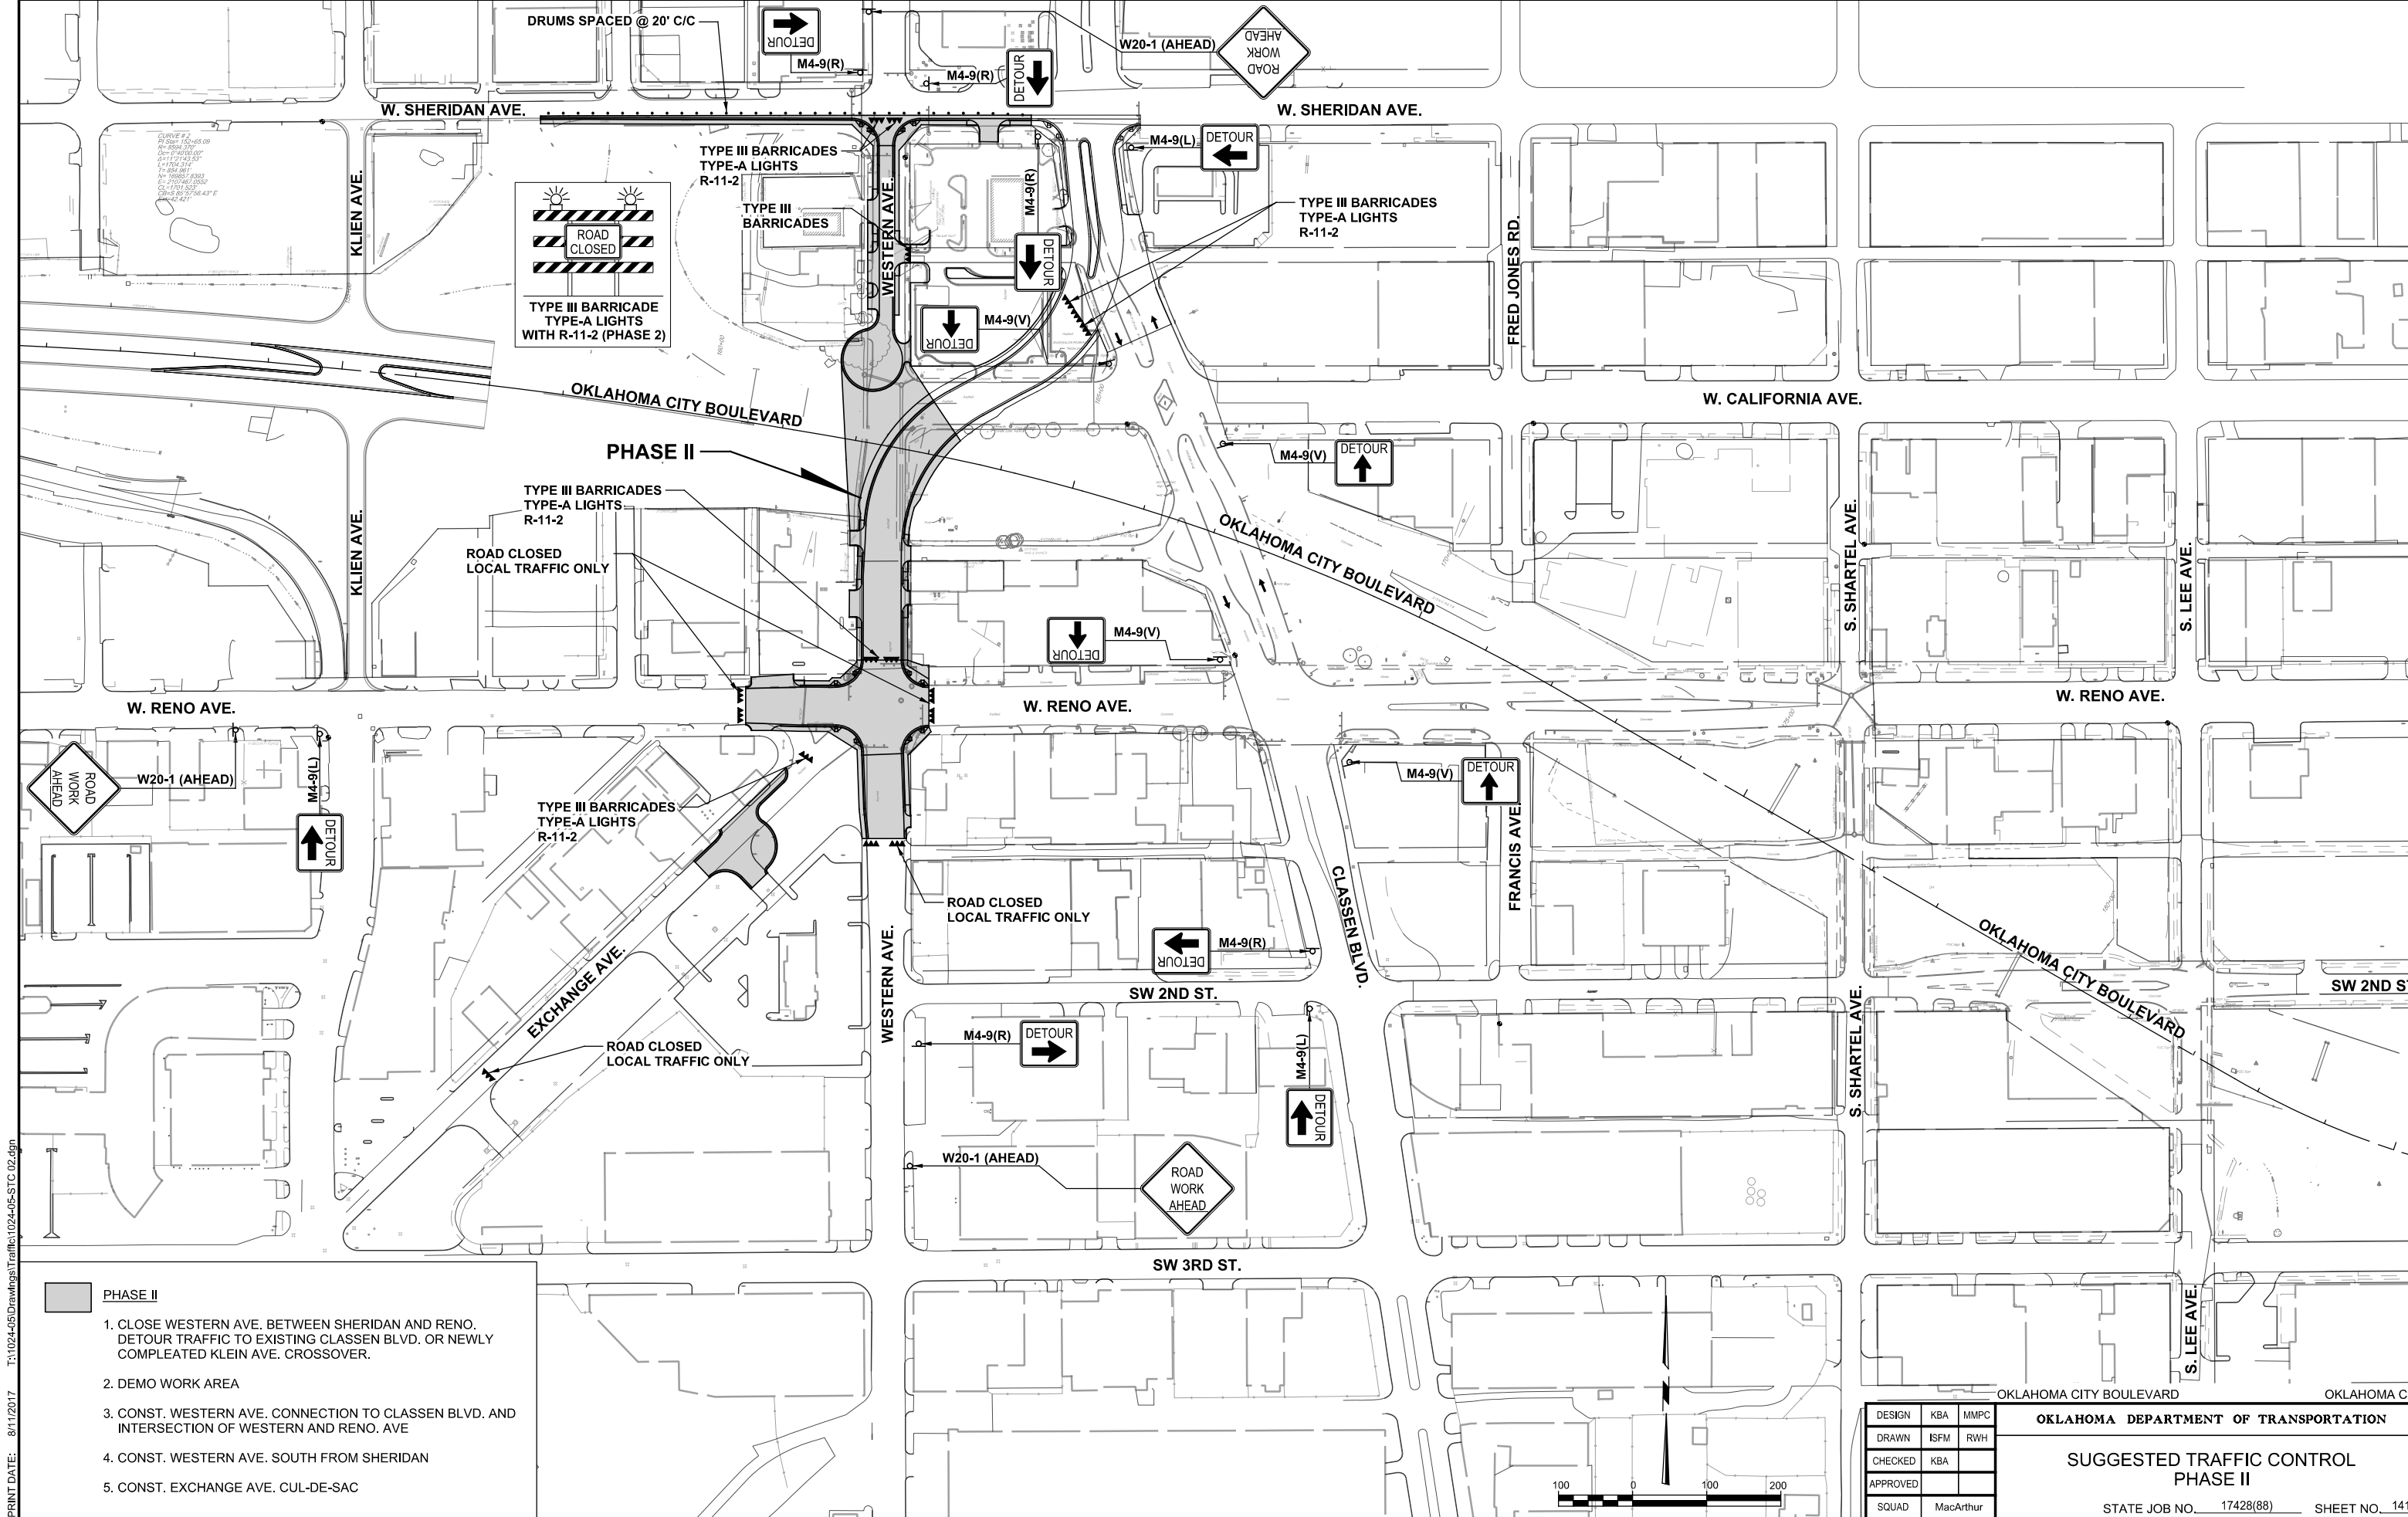 DRUMS SPACED @ 20' C/C
DETOUR
M4-9(R)
M4-9(R)
DETOUR
W20-1 (AHEAD)
ROAD
WORK
AHEAD
W. SHERIDAN AVE.
W. SHERIDAN AVE.
CURVE # 2
TYPE III BARRICADES
TYPE-A LIGHTS
R-11-2
M4-9(L)
DETOUR
KLIEN AVE.
ROAD
CLOSED
TYPE III BARRICADE
TYPE-A LIGHTS
WITH R-11-2 (PHASE 2)
TYPE III
BARRICADES
WESTERN AVE.
M4-9(R)
DETOUR
TYPE III BARRICADES
TYPE-A LIGHTS
R-11-2
FRED JONES RD.
M4-9(V)
DETOUR
OKLAHOMA CITY BOULEVARD
W. CALIFORNIA AVE.
PHASE II
M4-9(V)
DETOUR
TYPE III BARRICADES
TYPE-A LIGHTS
R-11-2
ROAD CLOSED
LOCAL TRAFFIC ONLY
KLIEN AVE.
OKLAHOMA CITY BOULEVARD
S. SHARTEL AVE.
S. LEE AVE.
M4-9(V)
DETOUR
W. RENO AVE.
W. RENO AVE.
W. RENO AVE.
ROAD
WORK
AHEAD
W20-1 (AHEAD)
M4-9(L)
DETOUR
TYPE III BARRICADES
TYPE-A LIGHTS
R-11-2
M4-9(V)
DETOUR
FRANCIS AVE.
CLASSEN BLVD.
ROAD CLOSED
LOCAL TRAFFIC ONLY
M4-9(R)
DETOUR
EXCHANGE AVE.
WESTERN AVE.
SW 2ND ST.
OKLAHOMA CITY BOULEVARD
SW 2ND S
M4-9(R)
DETOUR
M4-9(L)
DETOUR
ROAD CLOSED
LOCAL TRAFFIC ONLY
S. SHARTEL AVE.
W20-1 (AHEAD)
ROAD
WORK
AHEAD
SW 3RD ST.
S. LEE AVE.
PHASE II
1. CLOSE WESTERN AVE. BETWEEN SHERIDAN AND RENO.
DETOUR TRAFFIC TO EXISTING CLASSEN BLVD. OR NEWLY
COMPLEATED KLEIN AVE. CROSSOVER.
2. DEMO WORK AREA
3. CONST. WESTERN AVE. CONNECTION TO CLASSEN BLVD. AND
INTERSECTION OF WESTERN AND RENO. AVE
4. CONST. WESTERN AVE. SOUTH FROM SHERIDAN
5. CONST. EXCHANGE AVE. CUL-DE-SAC
PRINT DATE: 8/11/2017 T:\1024-05\Drawings\Traffic\1024-05-STC 02.dgn
100 0 100 200
N
OKLAHOMA CITY BOULEVARD OKLAHOMA C
DESIGN KBA MMPC
DRAWN ISFM RWH
CHECKED KBA
APPROVED
SQUAD MacArthur
OKLAHOMA DEPARTMENT OF TRANSPORTATION
SUGGESTED TRAFFIC CONTROL
PHASE II
STATE JOB NO. 17428(88) SHEET NO. 141